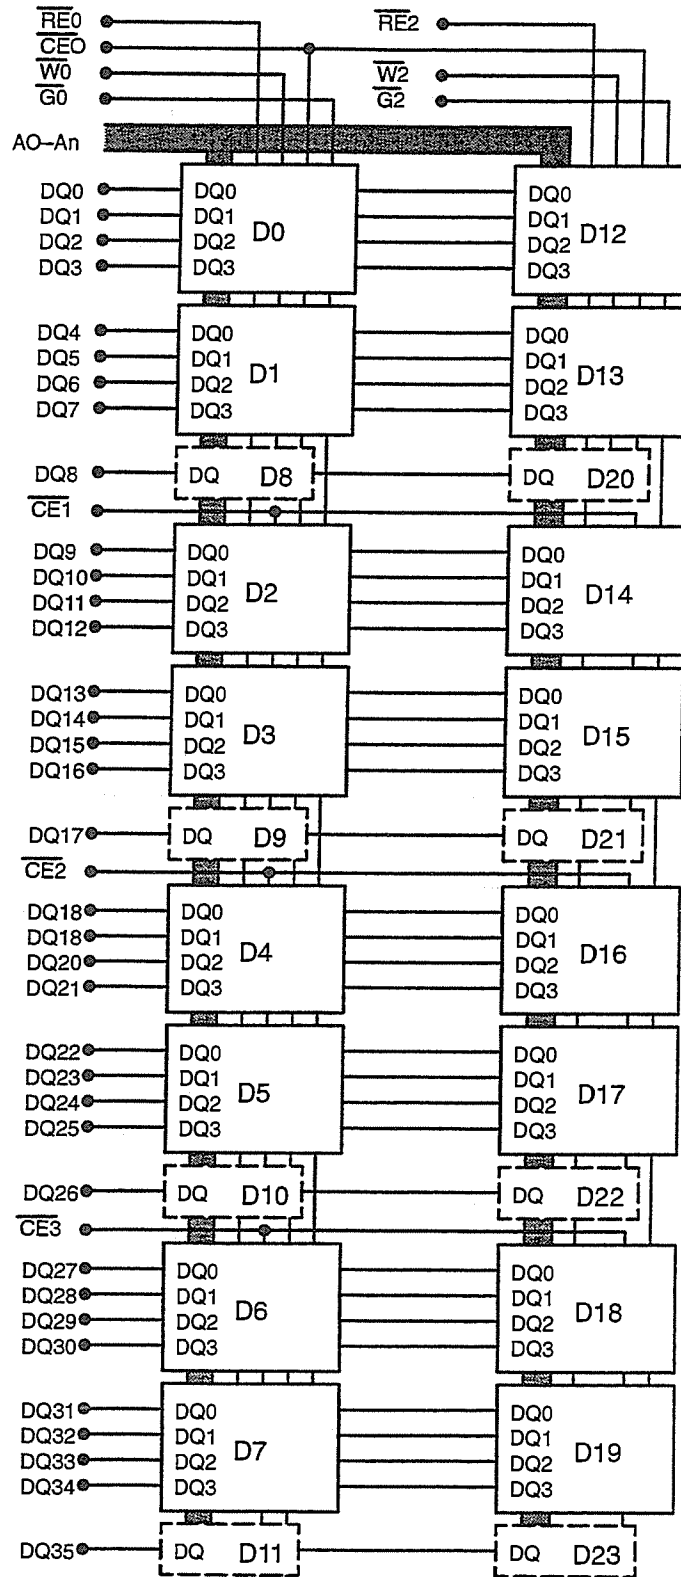 RE0
CEO
W0
G0
RE2
W2
G2
AO–An
DQ0 DQ0 D0 DQ0 D12
DQ1 DQ1 DQ1
DQ2 DQ2 DQ2
DQ3 DQ3 DQ3
DQ4 DQ0 D1 DQ0 D13
DQ5 DQ1 DQ1
DQ6 DQ2 DQ2
DQ7 DQ3 DQ3
DQ8 DQ D8 DQ D20
CE1
DQ9 DQ0 D2 DQ0 D14
DQ10 DQ1 DQ1
DQ11 DQ2 DQ2
DQ12 DQ3 DQ3
DQ13 DQ0 D3 DQ0 D15
DQ14 DQ1 DQ1
DQ15 DQ2 DQ2
DQ16 DQ3 DQ3
DQ17 DQ D9 DQ D21
CE2
DQ18 DQ0 D4 DQ0 D16
DQ18 DQ1 DQ1
DQ20 DQ2 DQ2
DQ21 DQ3 DQ3
DQ22 DQ0 D5 DQ0 D17
DQ23 DQ1 DQ1
DQ24 DQ2 DQ2
DQ25 DQ3 DQ3
DQ26 DQ D10 DQ D22
CE3
DQ27 DQ0 D6 DQ0 D18
DQ28 DQ1 DQ1
DQ29 DQ2 DQ2
DQ30 DQ3 DQ3
DQ31 DQ0 D7 DQ0 D19
DQ32 DQ1 DQ1
DQ33 DQ2 DQ2
DQ34 DQ3 DQ3
DQ35 DQ D11 DQ D23